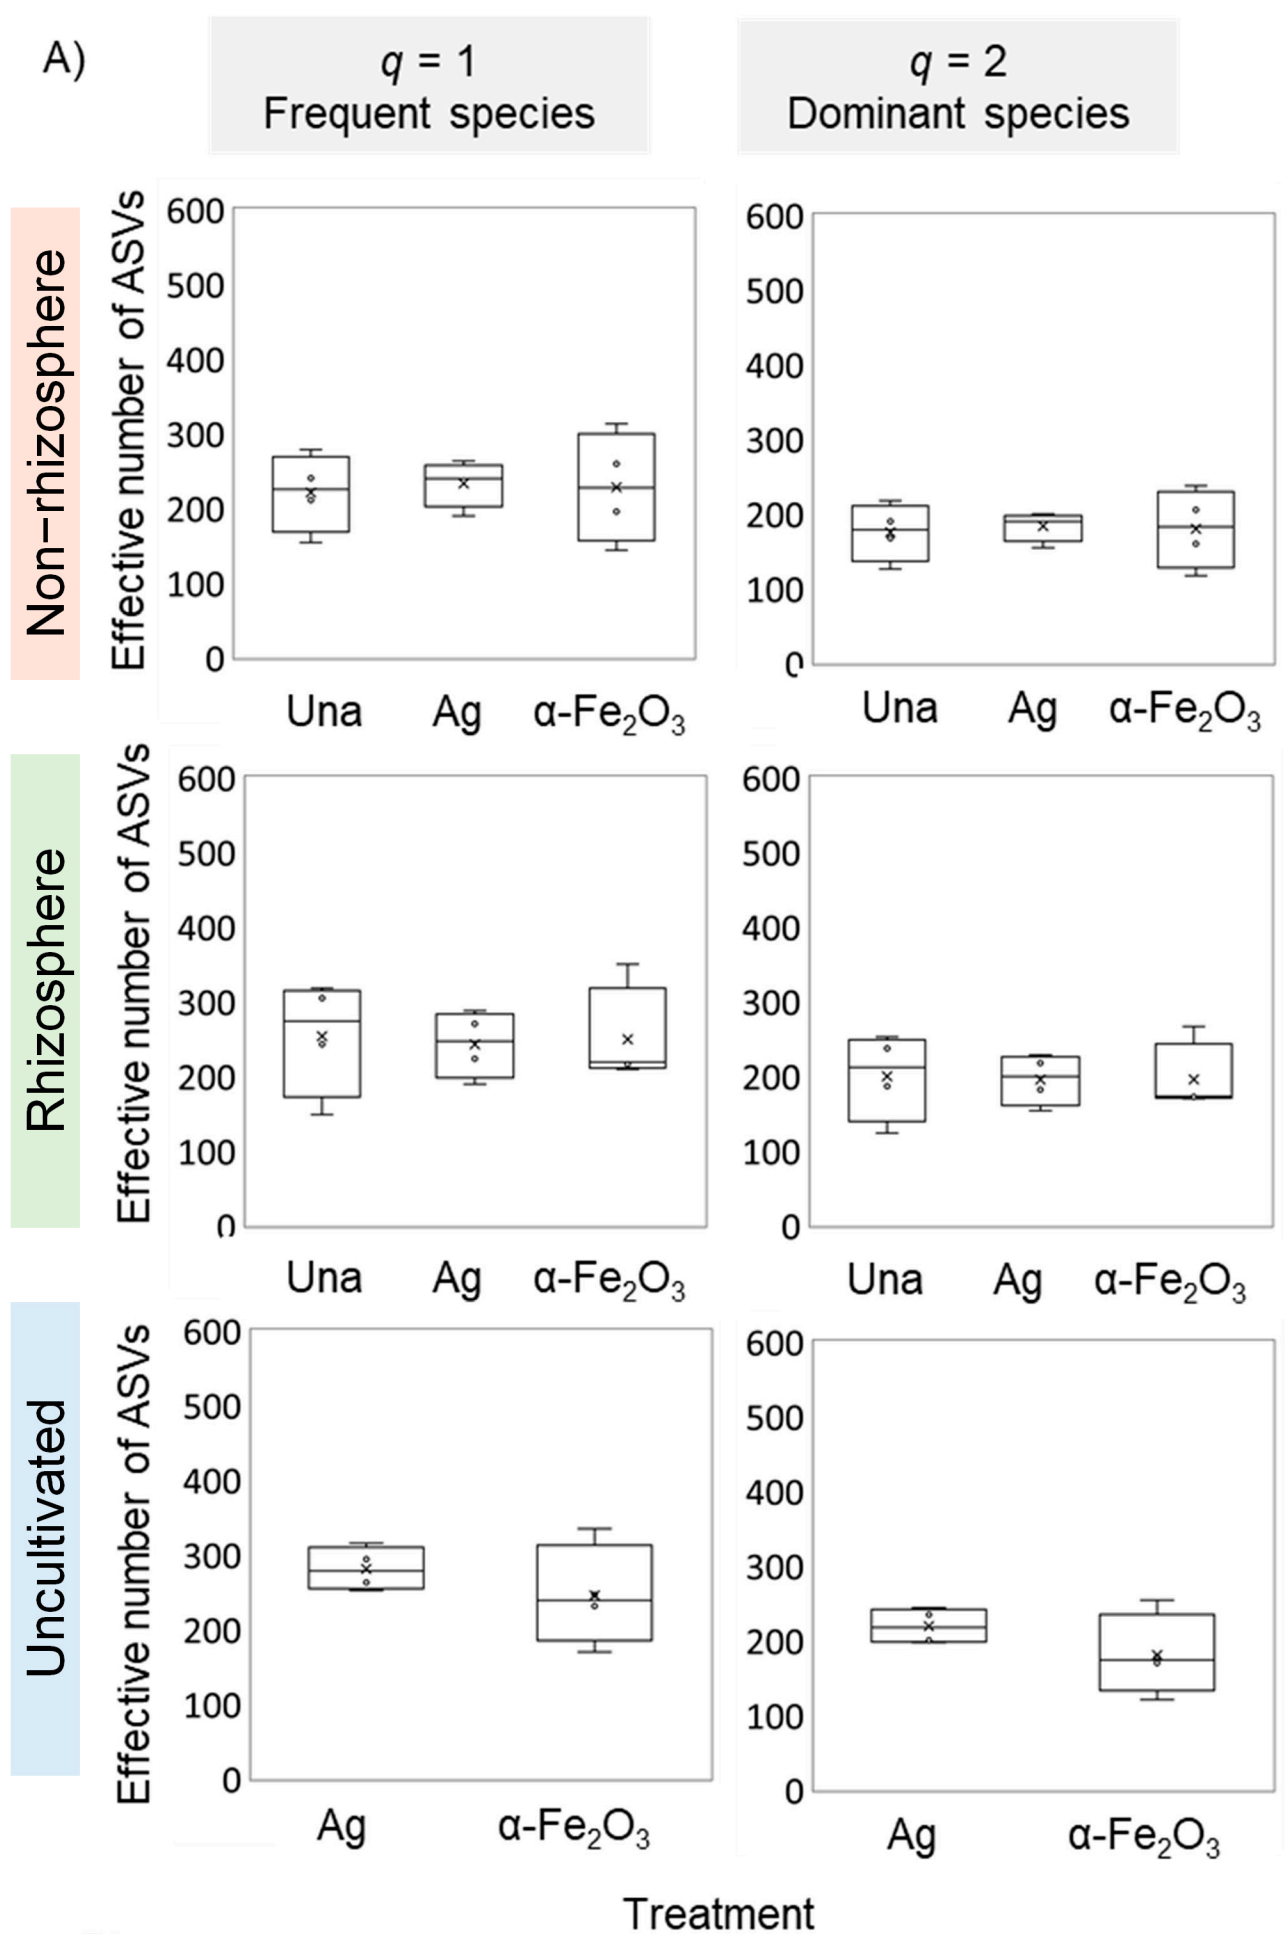 A)
q = 1
Frequent species
q = 2
Dominant species
Non-rhizosphere
Effective number of ASVs
600
500
400
300
200
100
0
Una Ag α-Fe₂O₃
600
500
400
300
200
100
0
Una Ag α-Fe₂O₃
Rhizosphere
Effective number of ASVs
600
500
400
300
200
100
0
Una Ag α-Fe₂O₃
600
500
400
300
200
100
0
Una Ag α-Fe₂O₃
Uncultivated
Effective number of ASVs
600
500
400
300
200
100
0
Ag α-Fe₂O₃
600
500
400
300
200
100
0
Ag α-Fe₂O₃
Treatment